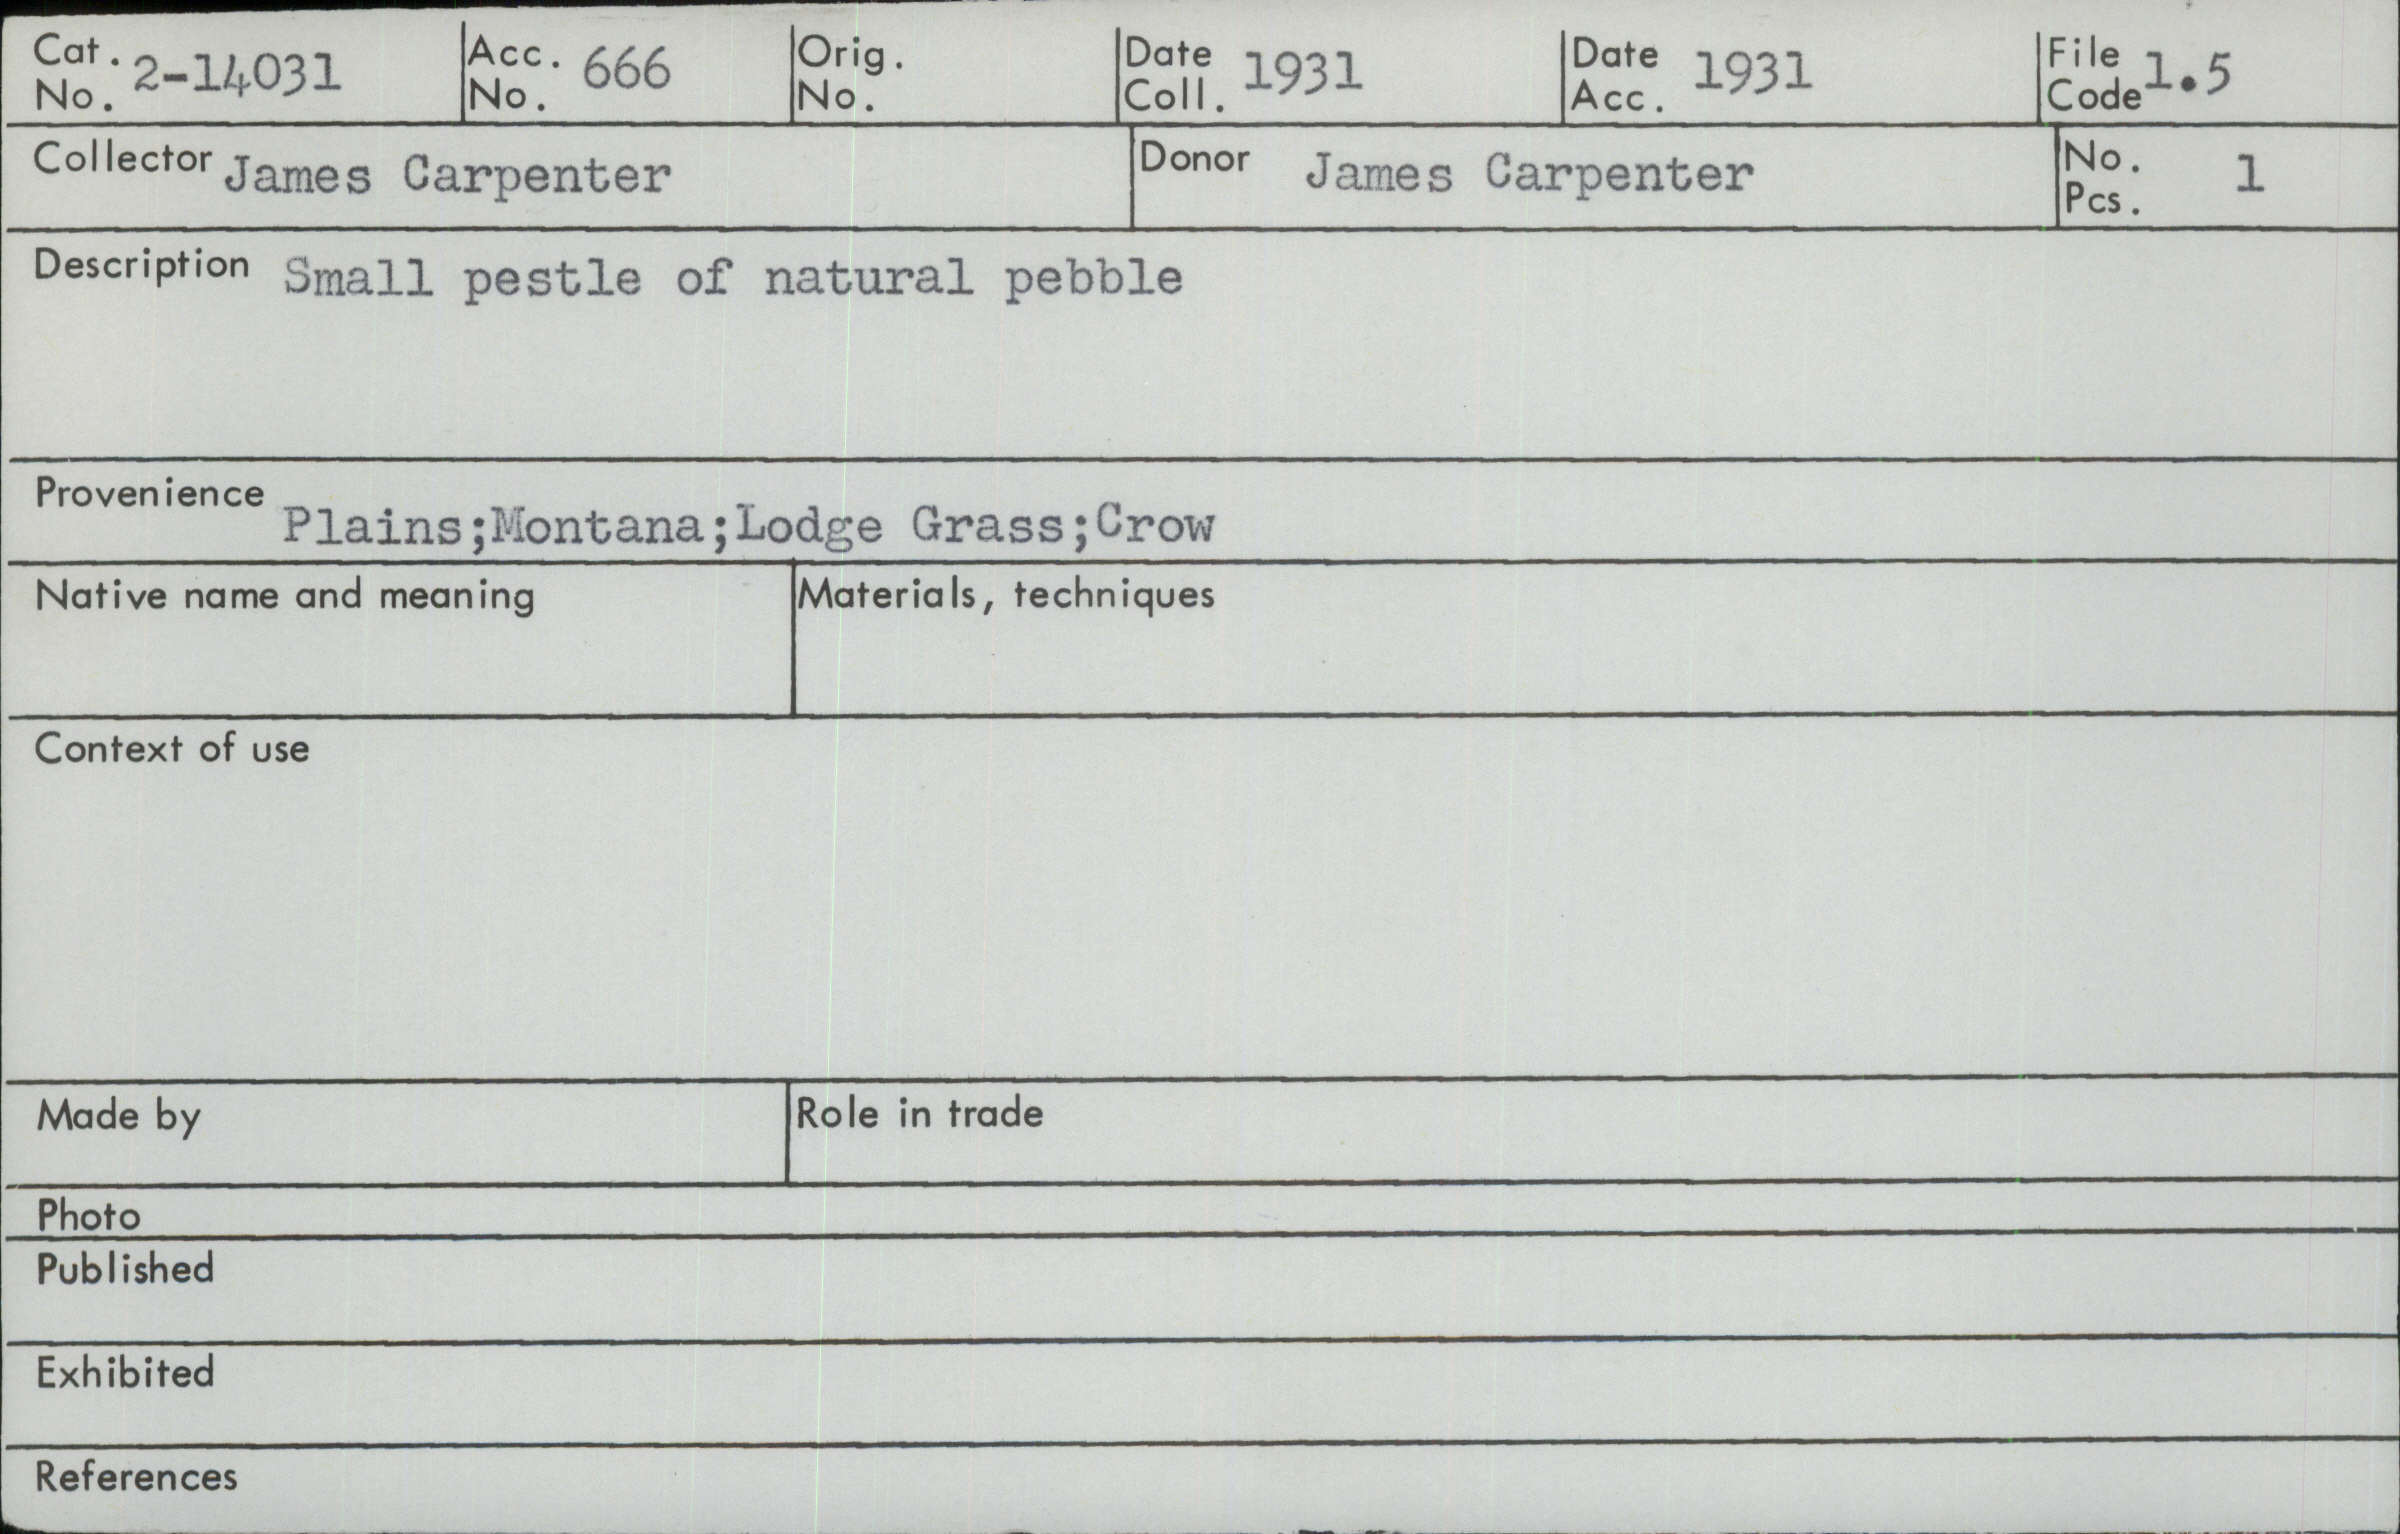 Cat. No. 2-14031 Acc. No. 666 Orig. No. Date Coll. 1931 Date Acc. 1931 File Code 1.5
Collector James Carpenter Donor James Carpenter No. Pcs. 1
Description Small pestle of natural pebble
Provenience Plains;Montana;Lodge Grass;Crow
Native name and meaning Materials, techniques
Context of use
Made by Role in trade
Photo
Published
Exhibited
References